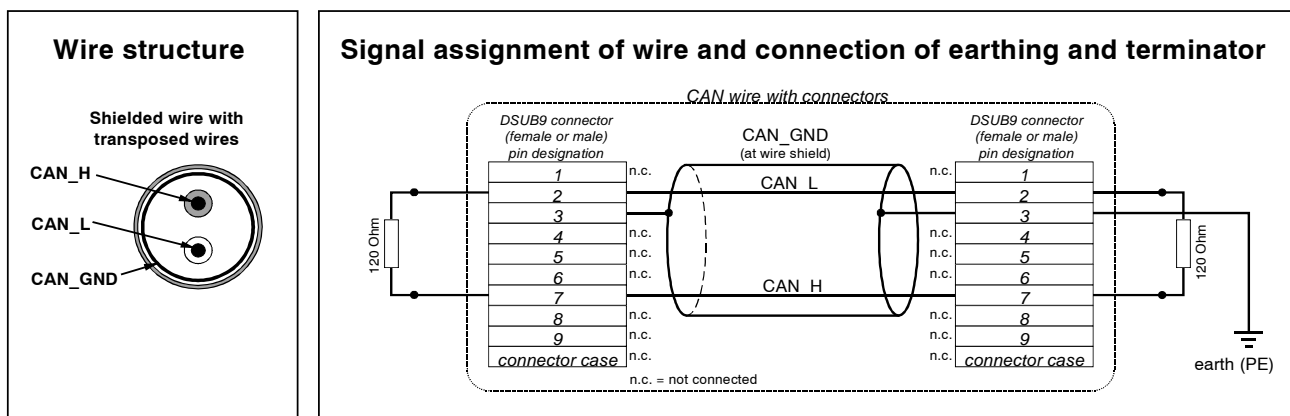 Wire structure
Shielded wire with
transposed wires
CAN_H
CAN_L
CAN_GND
Signal assignment of wire and connection of earthing and terminator
CAN wire with connectors
DSUB9 connector
(female or male)
pin designation
CAN_GND
(at wire shield)
DSUB9 connector
(female or male)
pin designation
1 n.c. n.c. 1
2 CAN_L 2
3 3
4 n.c. n.c. 4
5 n.c. n.c. 5
6 n.c. n.c. 6
7 CAN_H 7
8 n.c. n.c. 8
9 n.c. n.c. 9
connector case n.c. n.c. connector case
120 Ohm
120 Ohm
earth (PE)
n.c. = not connected